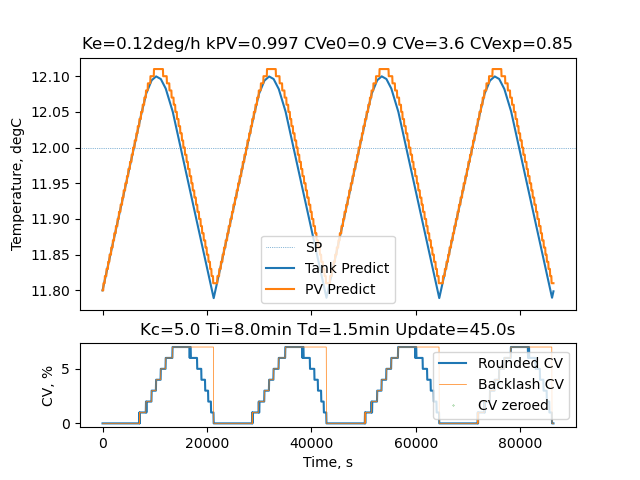 Ke=0.12deg/h kPV=0.997 CVe0=0.9 CVe=3.6 CVexp=0.85
12.10
12.05
12.00
11.95
11.90
11.85
11.80
Temperature, degC
SP
Tank Predict
PV Predict
Kc=5.0 Ti=8.0min Td=1.5min Update=45.0s
5
0
CV, %
Rounded CV
Backlash CV
CV zeroed
0 20000 40000 60000 80000
Time, s